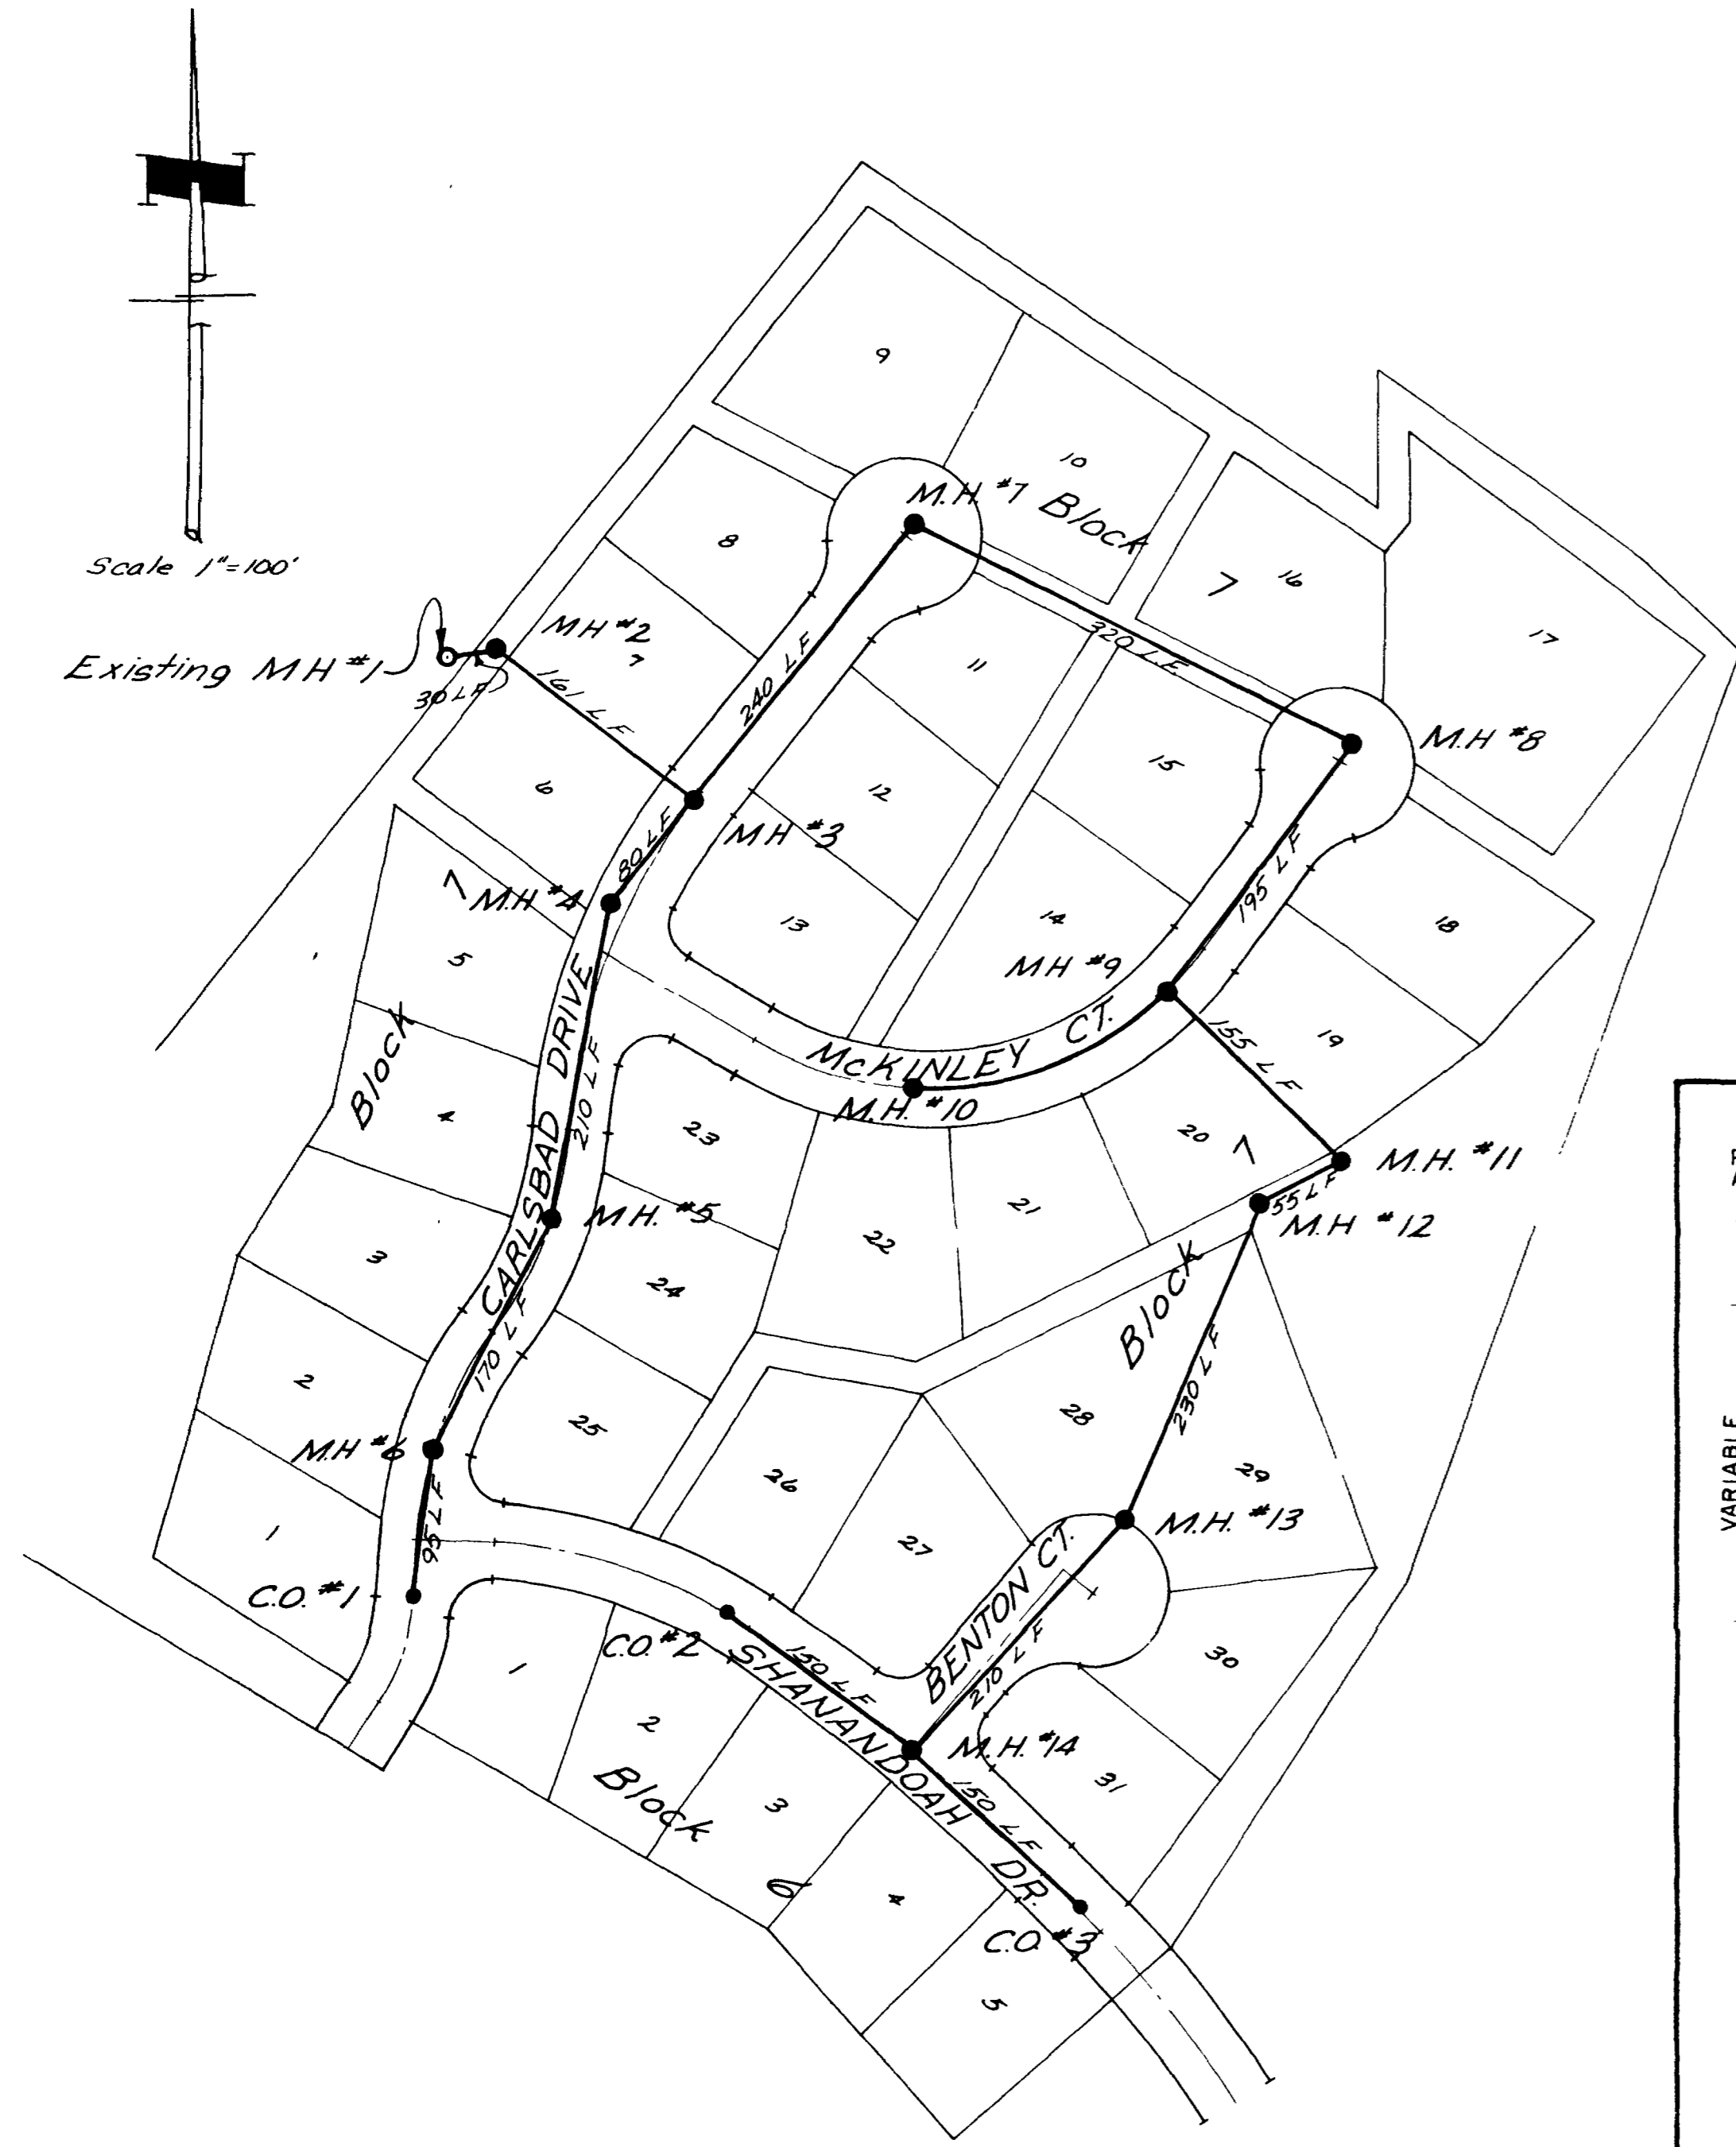 Scale 1"=100'
Existing MH #1
30 LF
MH #2
161 LF
MH #3
80 LF
M.H #4
240 LF
M.H. #7
320 L.F.
M.H #8
195 LF
MH #9
McKINLEY CT.
M.H. #10
155 LF
M.H. #11
55 LF
M.H #12
230 LF
M.H. #13
BENTON CT.
210 LF
M.H. #14
150 LF
C.O. #2
SHANANDOAH DR.
150 LF
C.O. #3
CARLSBAD DRIVE
210 LF
M.H. #5
170 LF
M.H #6
95 LF
C.O. #1
Block 7
1
2
3
4
5
6
7
8
9
10
Block 7
11
12
13
14
15
16
17
18
19
20
21
22
23
24
25
26
27
28
29
30
31
Block 7
Block 6
1
2
3
4
5
VARIABLE